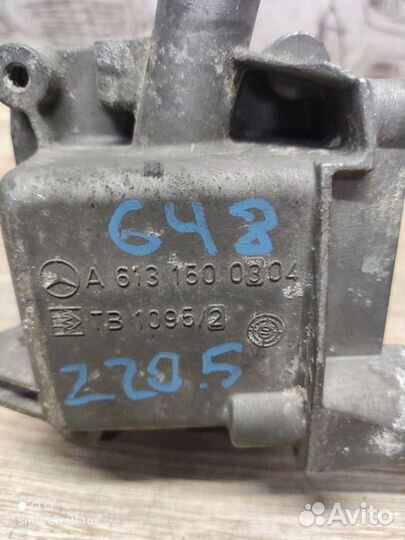 648
A 613 150 0304
TB 1095/2
220.5
SHOT ON MI 10T
Avito